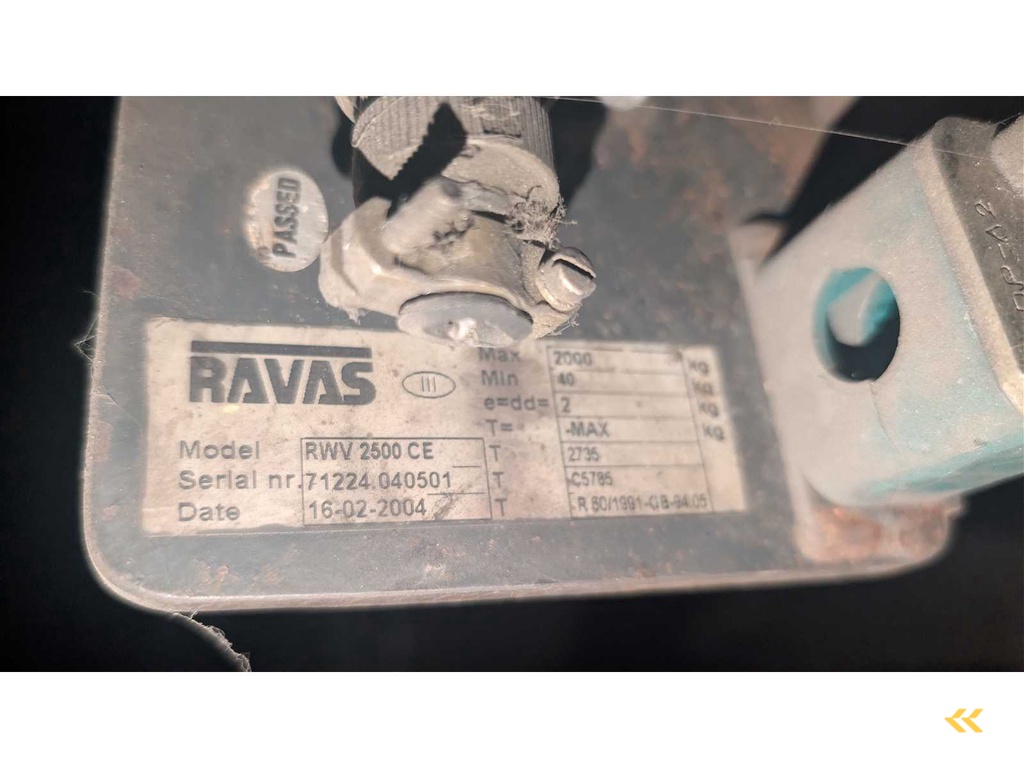 PASSED
RAVAS III
Max 2000 kg
Min 40 kg
e=dd= 2 kg
T= -MAX kg
Model RWV 2500 CE T 2735
Serial nr. 71224.040501 T C5785
Date 16-02-2004 T -R 60/1991-GB-94.05